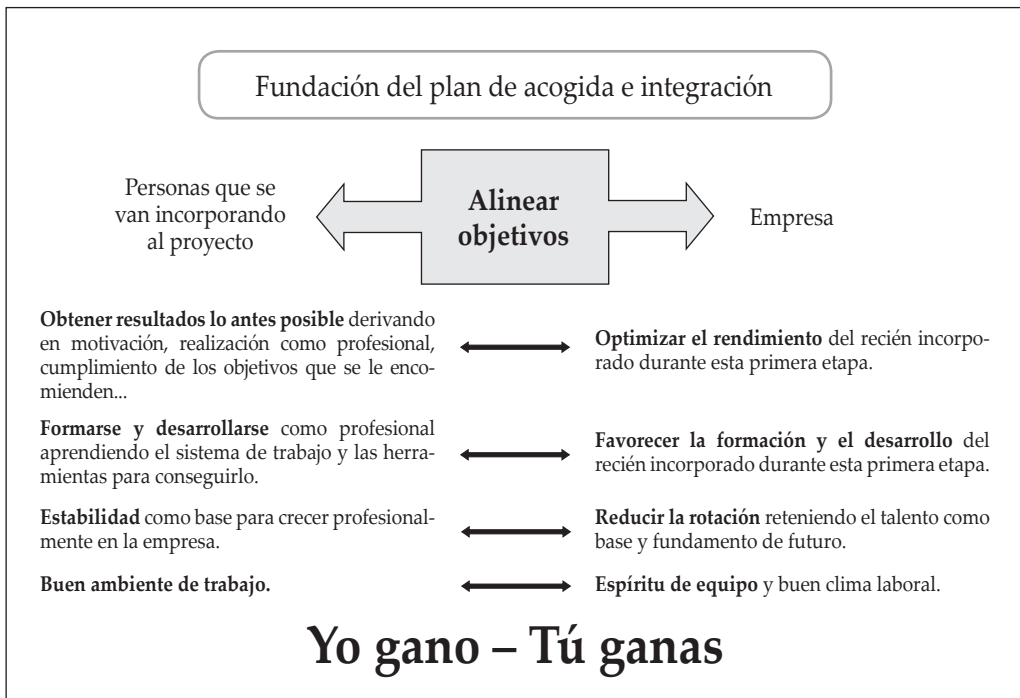 Fundación del plan de acogida e integración
Personas que se
van incorporando
al proyecto
Alinear
objetivos
Empresa
Obtener resultados lo antes posible derivando
en motivación, realización como profesional,
cumplimiento de los objetivos que se le enco-
mienden...
Optimizar el rendimiento del recién incorpo-
rado durante esta primera etapa.
Formarse y desarrollarse como profesional
aprendiendo el sistema de trabajo y las herra-
mientas para conseguirlo.
Favorecer la formación y el desarrollo del
recién incorporado durante esta primera etapa.
Estabilidad como base para crecer profesional-
mente en la empresa.
Reducir la rotación reteniendo el talento como
base y fundamento de futuro.
Buen ambiente de trabajo.
Espíritu de equipo y buen clima laboral.
Yo gano – Tú ganas